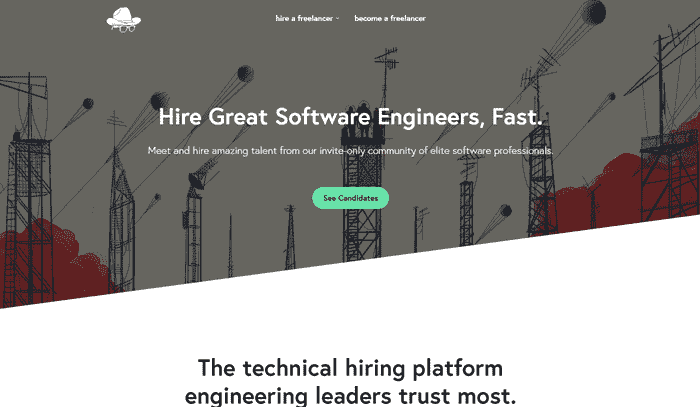 hire a freelancer
become a freelancer
Hire Great Software Engineers, Fast.
Meet and hire amazing talent from our invite-only community of elite software professionals.
See Candidates
The technical hiring platform
engineering leaders trust most.